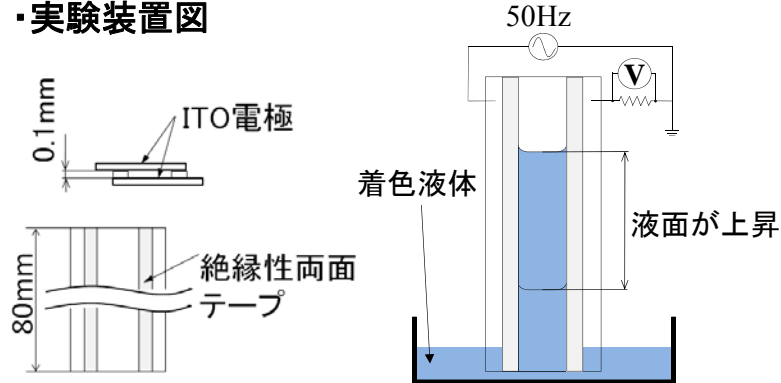 ・実験装置図
50Hz
V
0.1mm
ITO電極
着色液体
液面が上昇
絶縁性両面
テープ
80mm